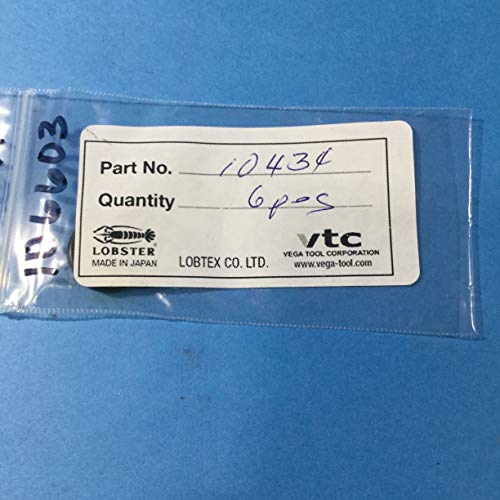 Part No. 10434
Quantity 6pcs
LOBSTER
MADE IN JAPAN
LOBTEX CO. LTD.
vtc
VEGA TOOL CORPORATION
www.vega-tool.com